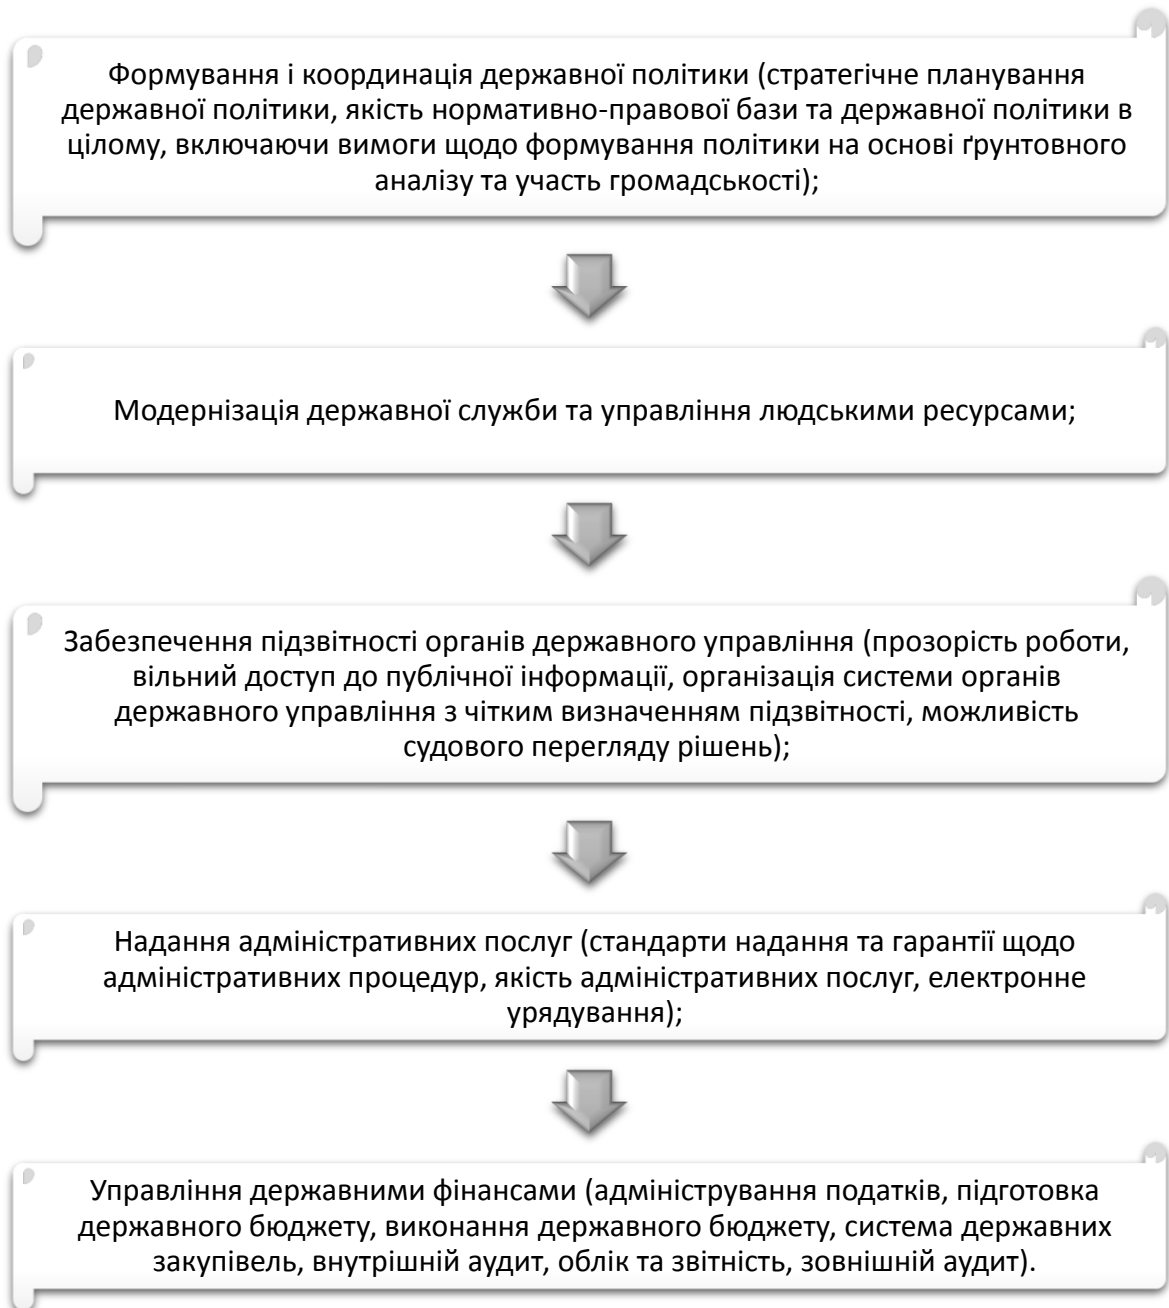 Формування і координація державної політики (стратегічне планування
державної політики, якість нормативно-правової бази та державної політики в
цілому, включаючи вимоги щодо формування політики на основі ґрунтовного
аналізу та участь громадськості);
Модернізація державної служби та управління людськими ресурсами;
Забезпечення підзвітності органів державного управління (прозорість роботи,
вільний доступ до публічної інформації, організація системи органів
державного управління з чітким визначенням підзвітності, можливість
судового перегляду рішень);
Надання адміністративних послуг (стандарти надання та гарантії щодо
адміністративних процедур, якість адміністративних послуг, електронне
урядування);
Управління державними фінансами (адміністрування податків, підготовка
державного бюджету, виконання державного бюджету, система державних
закупівель, внутрішній аудит, облік та звітність, зовнішній аудит).